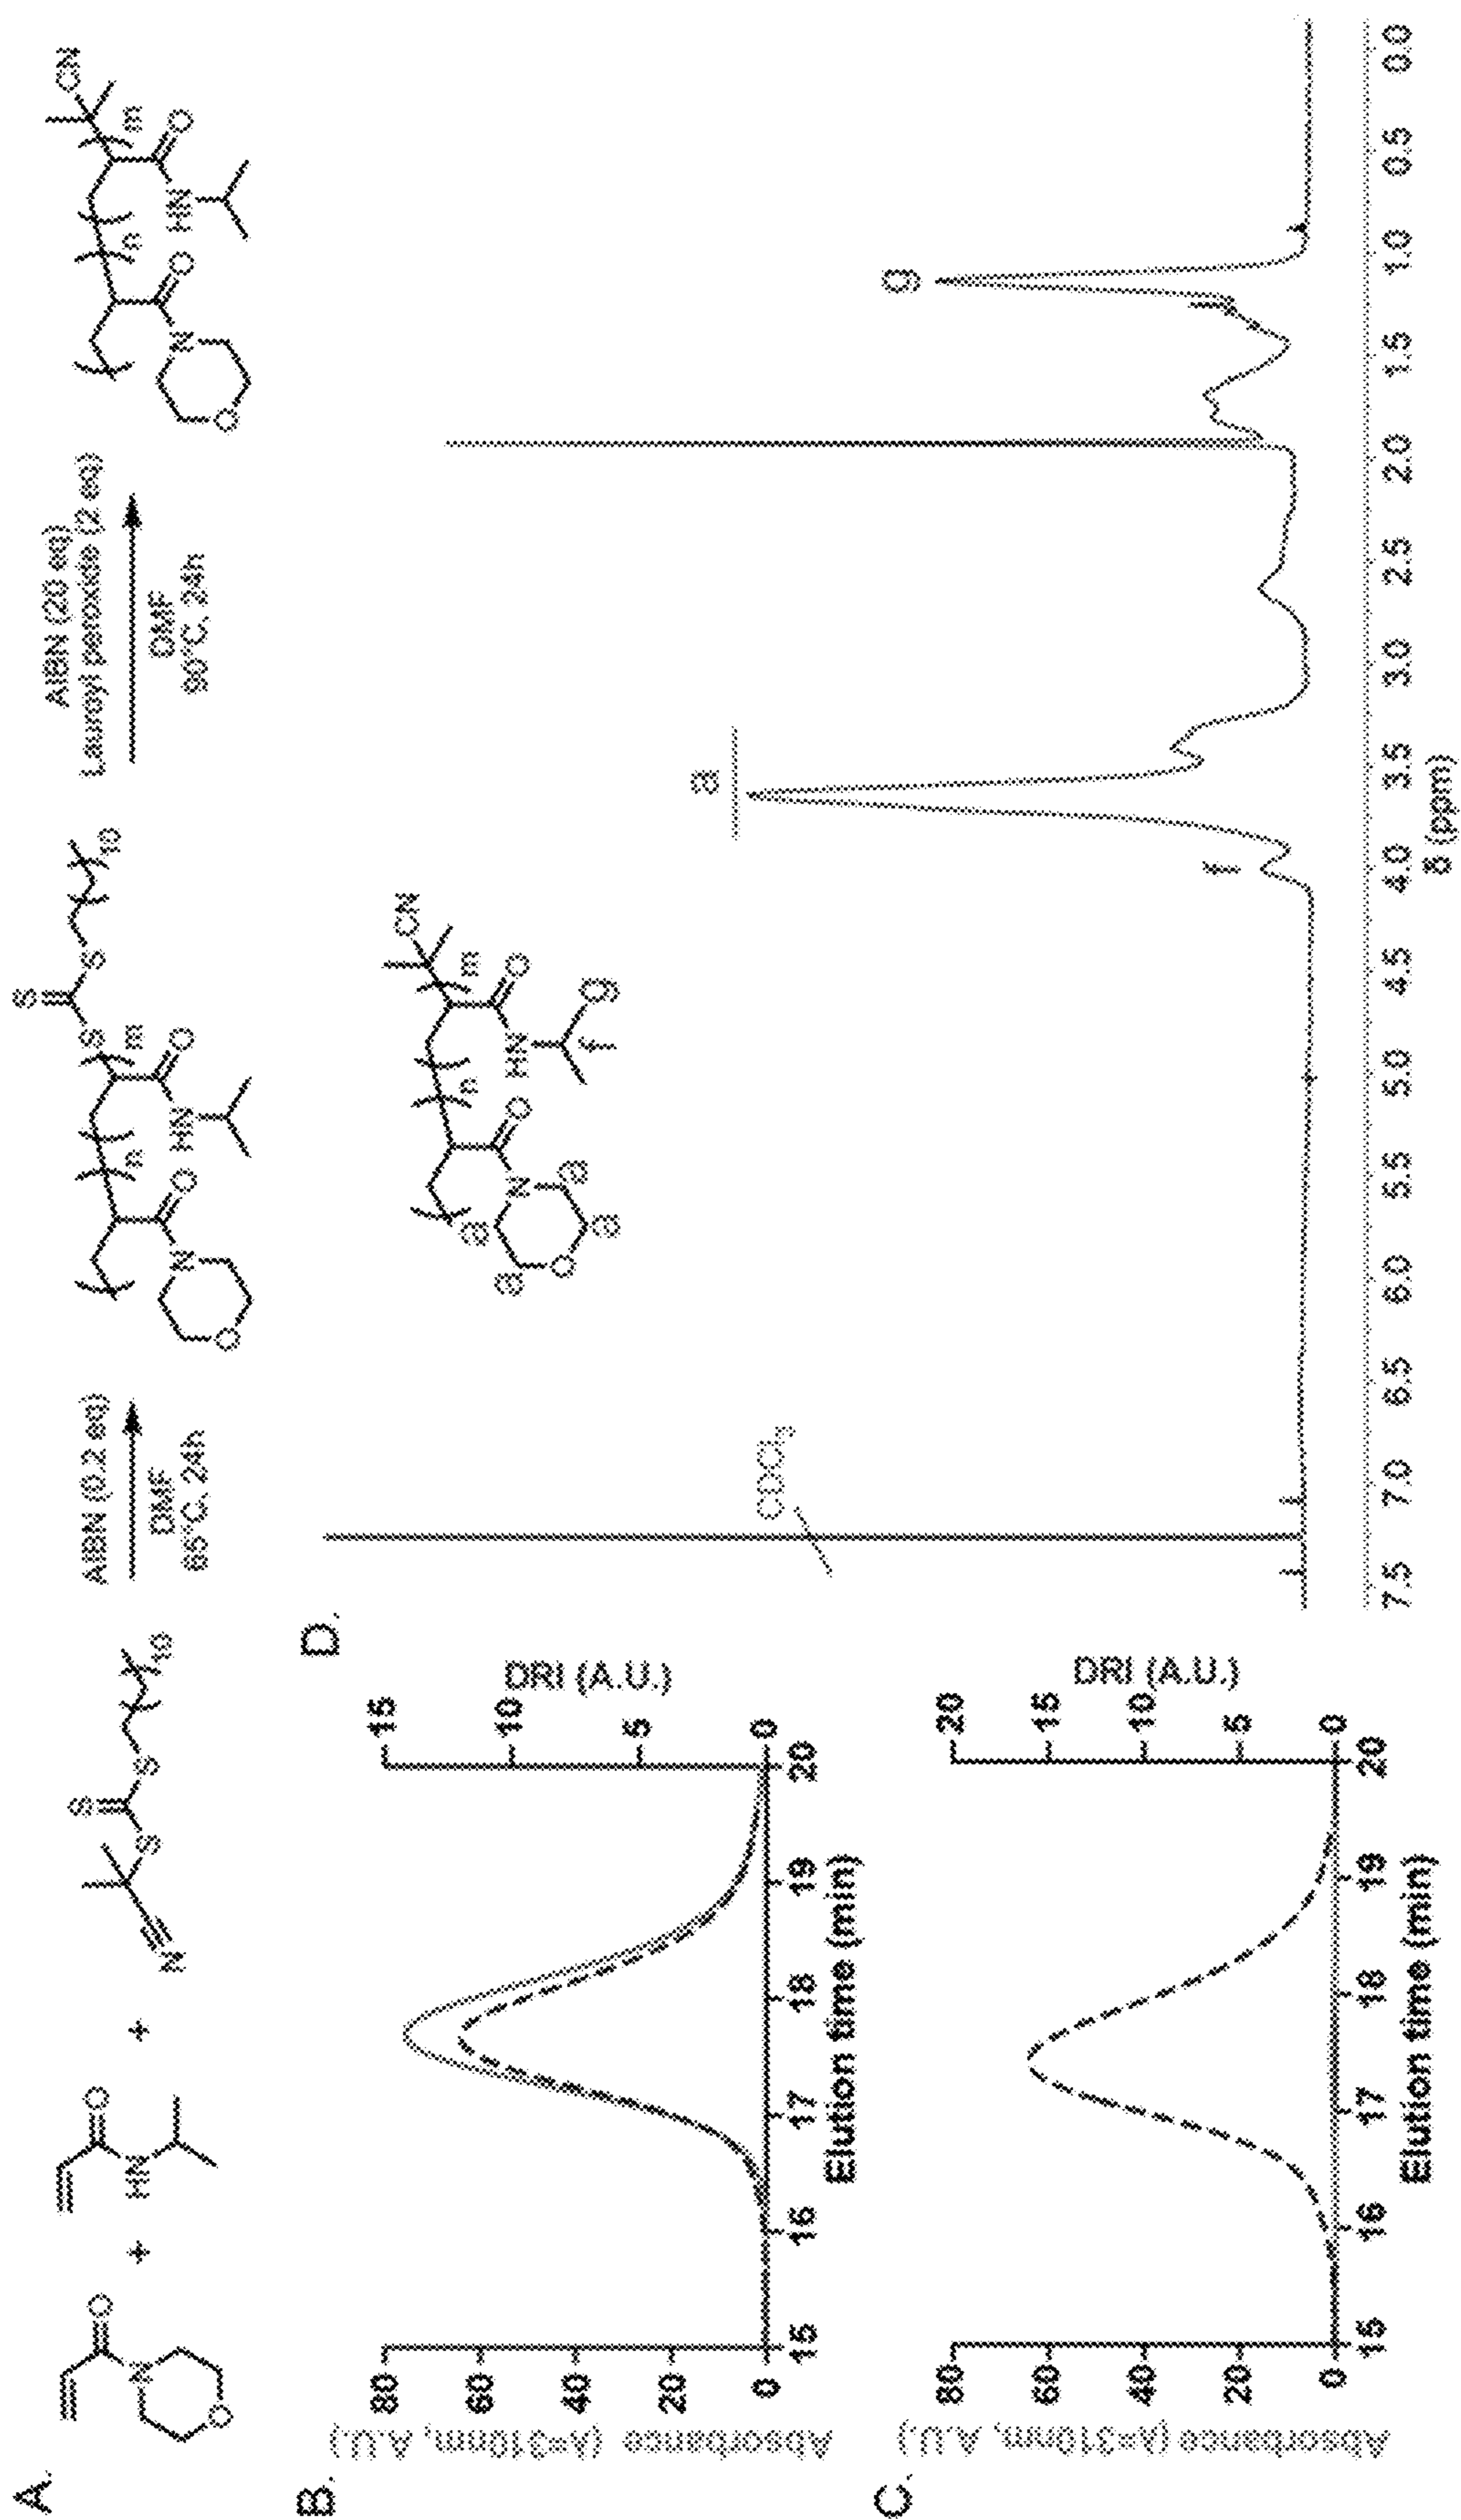 A.
O
N
O
+
O
HN
+
N
S
S
S
10
AIBN (0.2 eq)
DMF
65°C, 24h
n
m
S
S
S
10
N
O
O
HN
O
AIBN (20 eq)
Lauroyl peroxide (2 eq)
DMF
90°C, 24h
n
m
CN
N
O
O
HN
O
B.
Absorbance (λ=310nm, A.U.)
80
60
40
20
0
15 16 17 18 19 20
Elution time (min)
15
10
5
0
DRI (A.U.)
C.
Absorbance (λ=310nm, A.U.)
80
60
40
20
0
15 16 17 18 19 20
Elution time (min)
20
15
10
5
0
DRI (A.U.)
D.
CDCl3
n
m
CN
a
N
O
a
a
O
a
HN
O
f
g
f
a
g
7.5 7.0 6.5 6.0 5.5 5.0 4.5 4.0 3.5 3.0 2.5 2.0 1.5 1.0 0.5 0.0
δ (ppm)